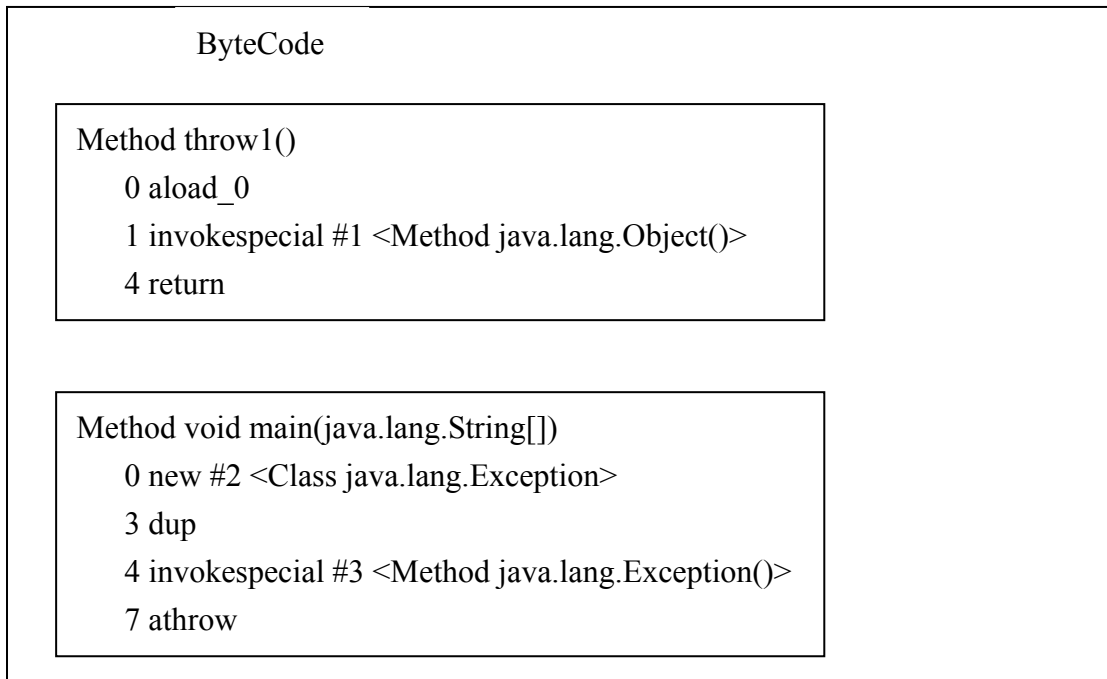 ByteCode
Method throw1()
0 aload_0
1 invokespecial #1 <Method java.lang.Object()>
4 return
Method void main(java.lang.String[])
0 new #2 <Class java.lang.Exception>
3 dup
4 invokespecial #3 <Method java.lang.Exception()>
7 athrow